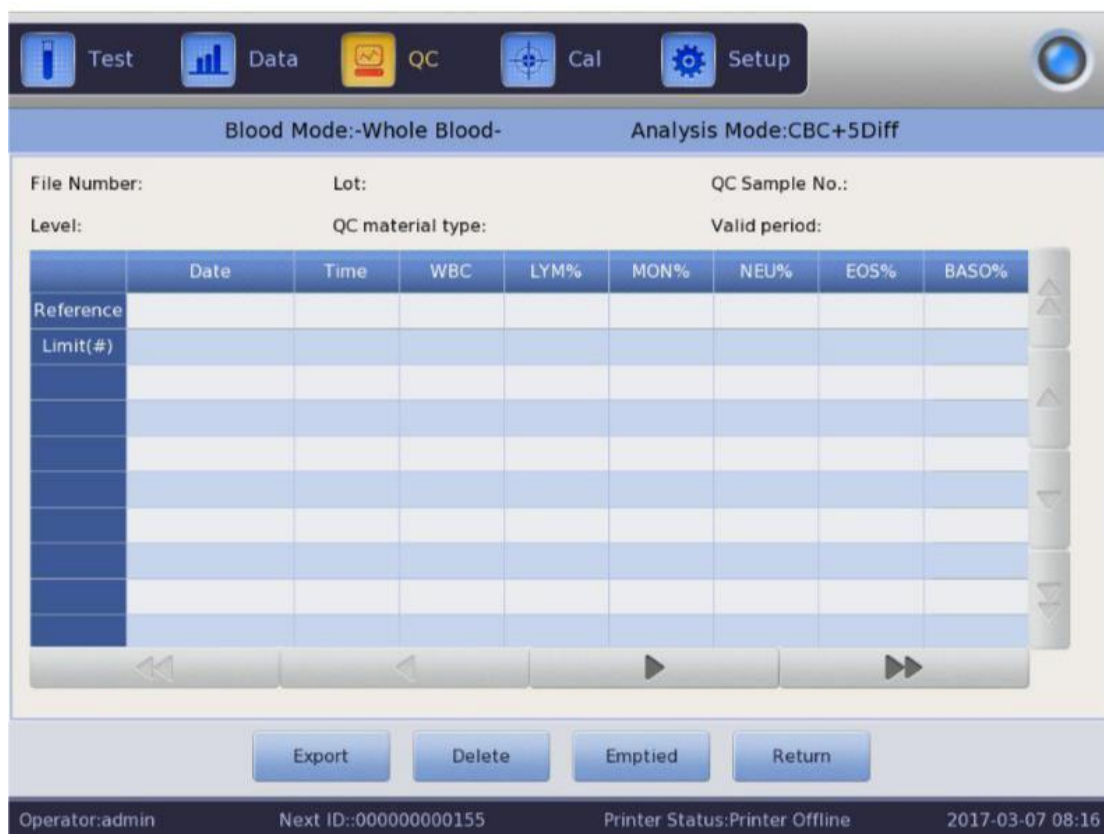 Test Data QC Cal Setup
Blood Mode:-Whole Blood- Analysis Mode:CBC+5Diff
File Number: Lot: QC Sample No.:
Level: QC material type: Valid period:
Date Time WBC LYM% MON% NEU% EOS% BASO%
Reference
Limit(#)
Export Delete Emptied Return
Operator:admin Next ID::000000000155 Printer Status:Printer Offline 2017-03-07 08:16